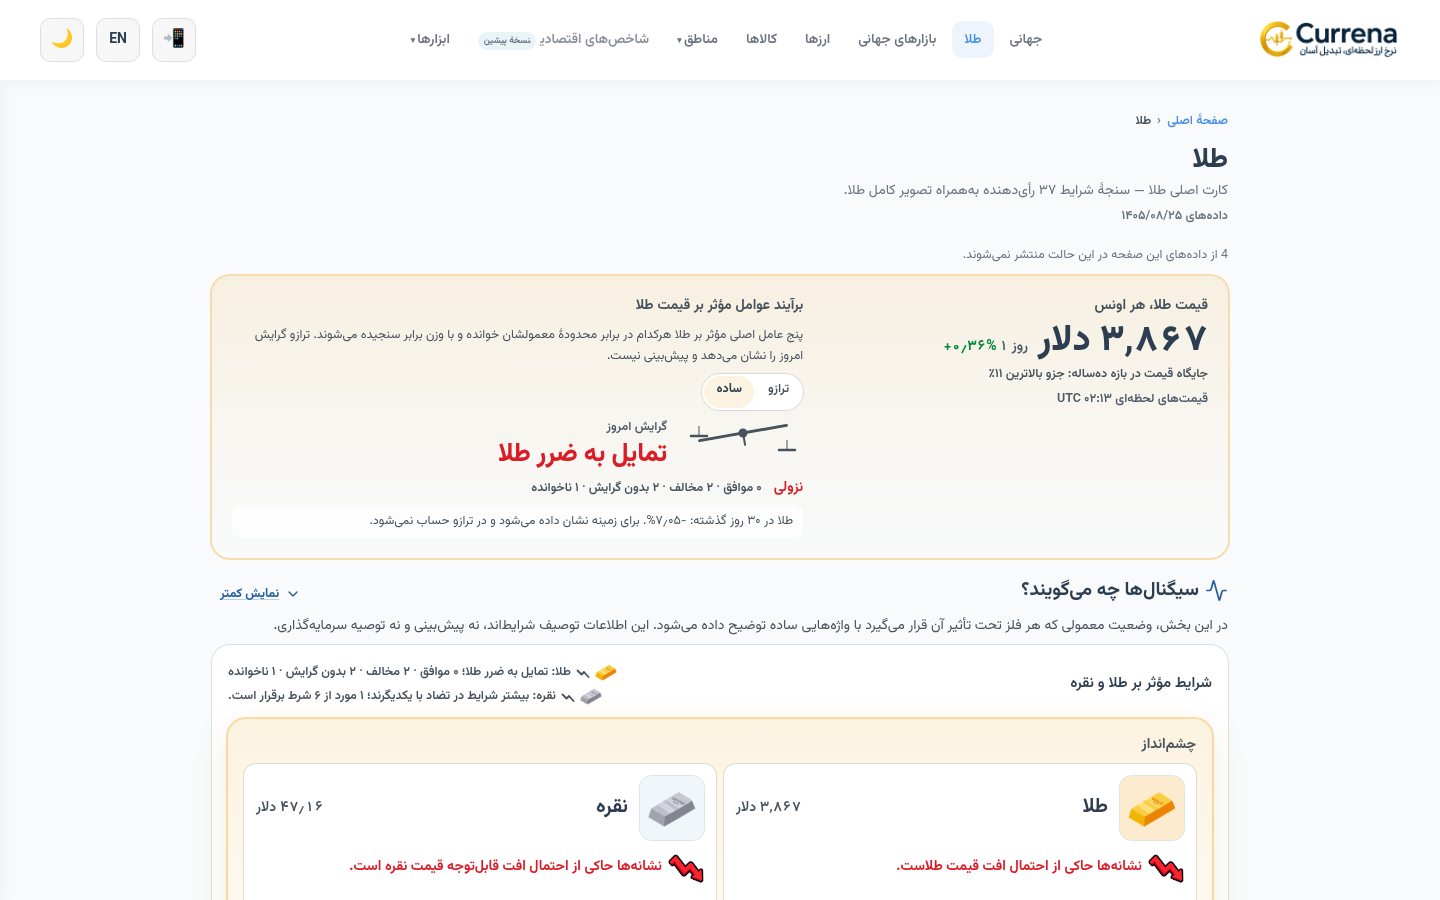 Currena
نرخ ارز لحظه‌ای، تبدیل آسان
جهانی
طلا
بازارهای جهانی
ارزها
کالاها
مناطق
شاخص‌های اقتصادی
نسخهٔ پیشین
ابزارها
EN
صفحهٔ اصلی › طلا
طلا
کارت اصلی طلا — سنجهٔ شرایط ۳۷ رأی‌دهنده به‌همراه تصویر کامل طلا.
داده‌های ۱۴۰۵/۰۸/۲۵
4 از داده‌های این صفحه در این حالت منتشر نمی‌شوند.
قیمت طلا، هر اونس
۳,۸۶۷ دلار ۱ روز +۰٫۳۶%
جایگاه قیمت در بازه ده‌ساله: جزو بالاترین ۱۱٪
قیمت‌های لحظه‌ای ۰۲:۱۳ UTC
برآیند عوامل مؤثر بر قیمت طلا
پنج عامل اصلی مؤثر بر طلا هرکدام در برابر محدودهٔ معمولشان خوانده و با وزن برابر سنجیده می‌شوند. ترازو گرایش
امروز را نشان می‌دهد و پیش‌بینی نیست.
ترازو
ساده
گرایش امروز
تمایل به ضرر طلا
نزولی ۰ موافق · ۲ مخالف · ۲ بدون گرایش · ۱ ناخوانده
طلا در ۳۰ روز گذشته: -۷٫۰۵%. برای زمینه نشان داده می‌شود و در ترازو حساب نمی‌شود.
سیگنال‌ها چه می‌گویند؟
نمایش کمتر
در این بخش، وضعیت معمولی که هر فلز تحت تأثیر آن قرار می‌گیرد با واژه‌هایی ساده توضیح داده می‌شود. این اطلاعات توصیف شرایط‌اند، نه پیش‌بینی و نه توصیه سرمایه‌گذاری.
شرایط مؤثر بر طلا و نقره
طلا: تمایل به ضرر طلا؛ ۰ موافق · ۲ مخالف · ۲ بدون گرایش · ۱ ناخوانده
نقره: بیشتر شرایط در تضاد با یکدیگرند؛ ۱ مورد از ۶ شرط برقرار است.
چشم‌انداز
طلا
۳,۸۶۷ دلار
نشانه‌ها حاکی از احتمال افت قیمت طلاست.
نقره
۴۷٫۱۶ دلار
نشانه‌ها حاکی از احتمال افت قابل‌توجه قیمت نقره است.